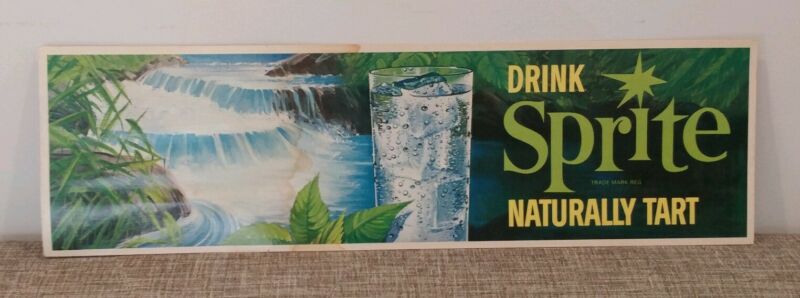 DRINK
Sprite
TRADE MARK REG
NATURALLY TART